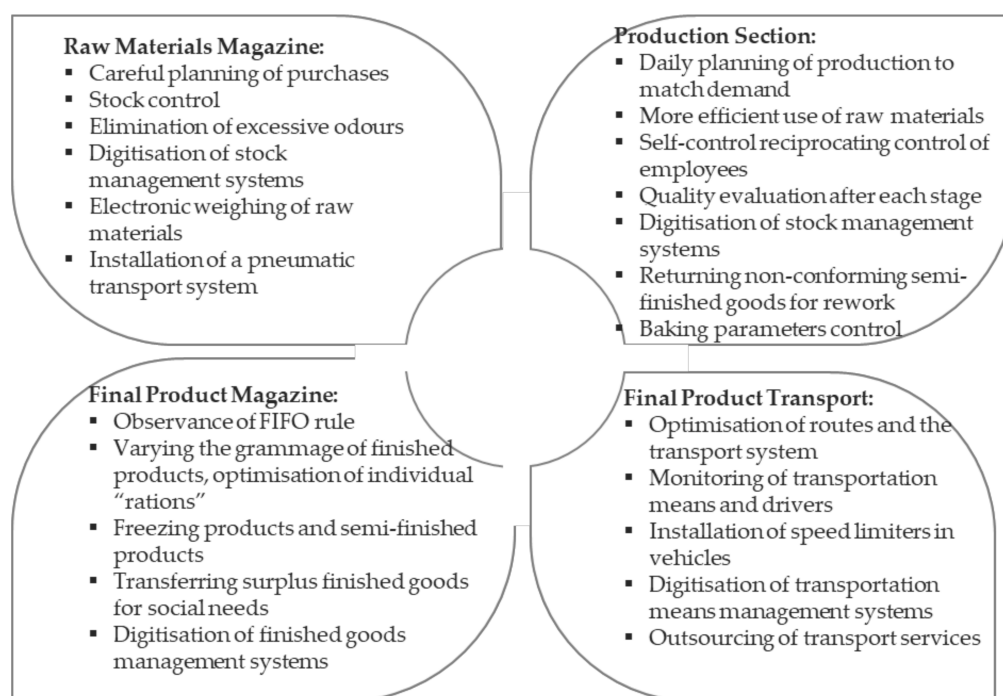 Raw Materials Magazine:
▪ Careful planning of purchases
▪ Stock control
▪ Elimination of excessive odours
▪ Digitisation of stock
management systems
▪ Electronic weighing of raw
materials
▪ Installation of a pneumatic
transport system
Production Section:
▪ Daily planning of production to
match demand
▪ More efficient use of raw materials
▪ Self-control reciprocating control of
employees
▪ Quality evaluation after each stage
▪ Digitisation of stock management
systems
▪ Returning non-conforming semi-
finished goods for rework
▪ Baking parameters control
Final Product Magazine:
▪ Observance of FIFO rule
▪ Varying the grammage of finished
products, optimisation of individual
“rations”
▪ Freezing products and semi-finished
products
▪ Transferring surplus finished goods
for social needs
▪ Digitisation of finished goods
management systems
Final Product Transport:
▪ Optimisation of routes and the
transport system
▪ Monitoring of transportation
means and drivers
▪ Installation of speed limiters in
vehicles
▪ Digitisation of transportation
means management systems
▪ Outsourcing of transport services